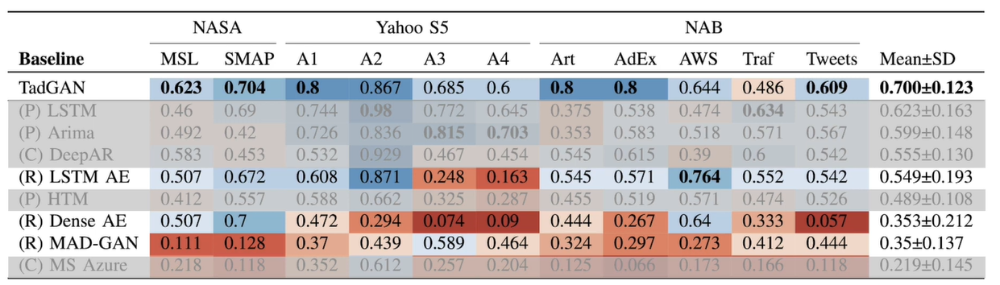 NASA Yahoo S5 NAB
Baseline MSL SMAP A1 A2 A3 A4 Art AdEx AWS Traf Tweets Mean±SD
TadGAN 0.623 0.704 0.8 0.867 0.685 0.6 0.8 0.8 0.644 0.486 0.609 0.700±0.123
(P) LSTM 0.46 0.69 0.744 0.98 0.772 0.645 0.375 0.538 0.474 0.634 0.543 0.623±0.163
(P) Arima 0.492 0.42 0.726 0.836 0.815 0.703 0.353 0.583 0.518 0.571 0.567 0.599±0.148
(C) DeepAR 0.583 0.453 0.532 0.929 0.467 0.454 0.545 0.615 0.39 0.6 0.542 0.555±0.130
(R) LSTM AE 0.507 0.672 0.608 0.871 0.248 0.163 0.545 0.571 0.764 0.552 0.542 0.549±0.193
(P) HTM 0.412 0.557 0.588 0.662 0.325 0.287 0.455 0.519 0.571 0.474 0.526 0.489±0.108
(R) Dense AE 0.507 0.7 0.472 0.294 0.074 0.09 0.444 0.267 0.64 0.333 0.057 0.353±0.212
(R) MAD-GAN 0.111 0.128 0.37 0.439 0.589 0.464 0.324 0.297 0.273 0.412 0.444 0.35±0.137
(C) MS Azure 0.218 0.118 0.352 0.612 0.257 0.204 0.125 0.066 0.173 0.166 0.118 0.219±0.145